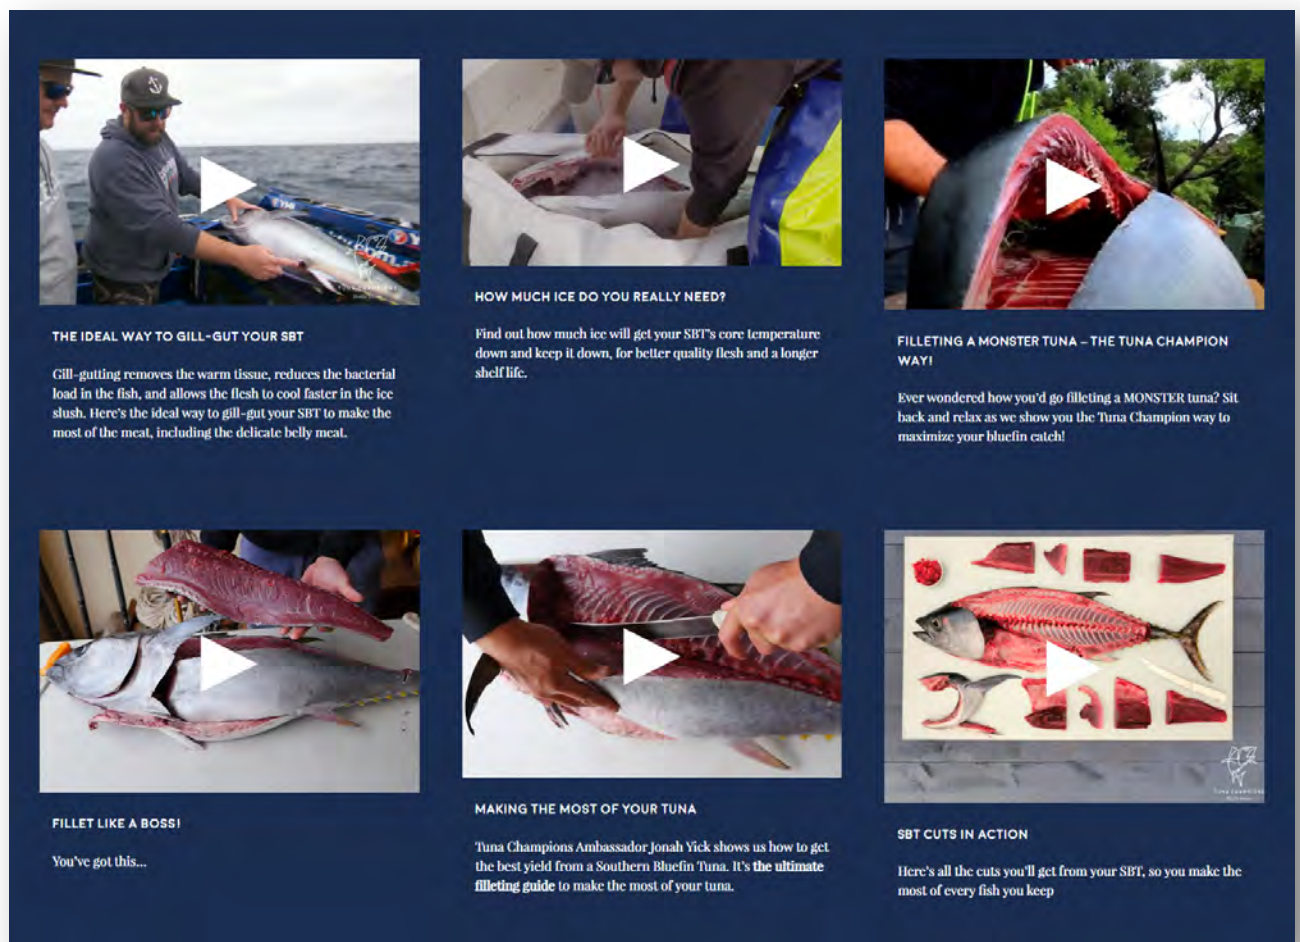 THE IDEAL WAY TO GILL-GUT YOUR SBT
Gill-gutting removes the warm tissue, reduces the bacterial
load in the fish, and allows the flesh to cool faster in the ice
slush. Here's the ideal way to gill-gut your SBT to make the
most of the meat, including the delicate belly meat.
HOW MUCH ICE DO YOU REALLY NEED?
Find out how much ice will get your SBT's core temperature
down and keep it down, for better quality flesh and a longer
shelf life.
FILLETING A MONSTER TUNA – THE TUNA CHAMPION
WAY!
Ever wondered how you'd go filleting a MONSTER tuna? Sit
back and relax as we show you the Tuna Champion way to
maximize your bluefin catch!
FILLET LIKE A BOSS!
You've got this...
MAKING THE MOST OF YOUR TUNA
Tuna Champions Ambassador Jonah Yick shows us how to get
the best yield from a Southern Bluefin Tuna. It's the ultimate
filleting guide to make the most of your tuna.
TUNA CHAMPIONS
SBT CUTS IN ACTION
Here's all the cuts you'll get from your SBT, so you make the
most of every fish you keep